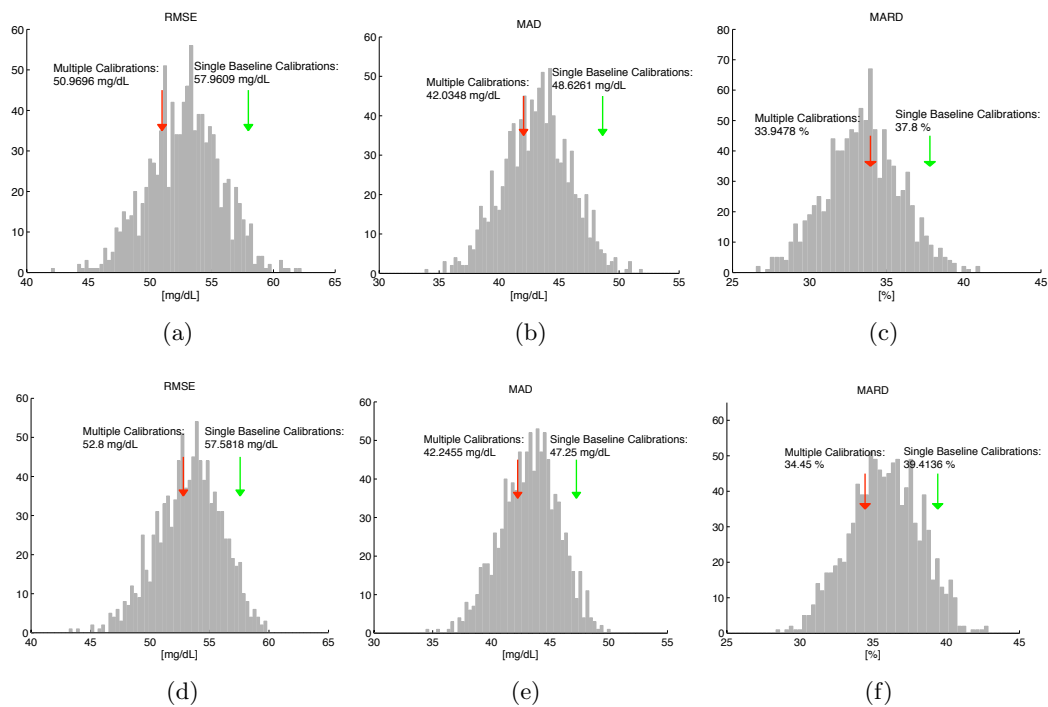 RMSE
60
50
40
30
20
10
0
Multiple Calibrations:
50.9696 mg/dL
Single Baseline Calibrations:
57.9609 mg/dL
40 45 50 55 60 65
[mg/dL]
(a)
MAD
60
50
40
30
20
10
0
Multiple Calibrations:
42.0348 mg/dL
Single Baseline Calibrations:
48.6261 mg/dL
30 35 40 45 50 55
[mg/dL]
(b)
MARD
80
70
60
50
40
30
20
10
0
Multiple Calibrations:
33.9478 %
Single Baseline Calibrations:
37.8 %
25 30 35 40 45
[%]
(c)
RMSE
60
50
40
30
20
10
0
Multiple Calibrations:
52.8 mg/dL
Single Baseline Calibrations:
57.5818 mg/dL
40 45 50 55 60 65
[mg/dL]
(d)
MAD
60
50
40
30
20
10
0
Multiple Calibrations:
42.2455 mg/dL
Single Baseline Calibrations:
47.25 mg/dL
30 35 40 45 50 55
[mg/dL]
(e)
MARD
60
50
40
30
20
10
0
Multiple Calibrations:
34.45 %
Single Baseline Calibrations:
39.4136 %
25 30 35 40 45
[%]
(f)